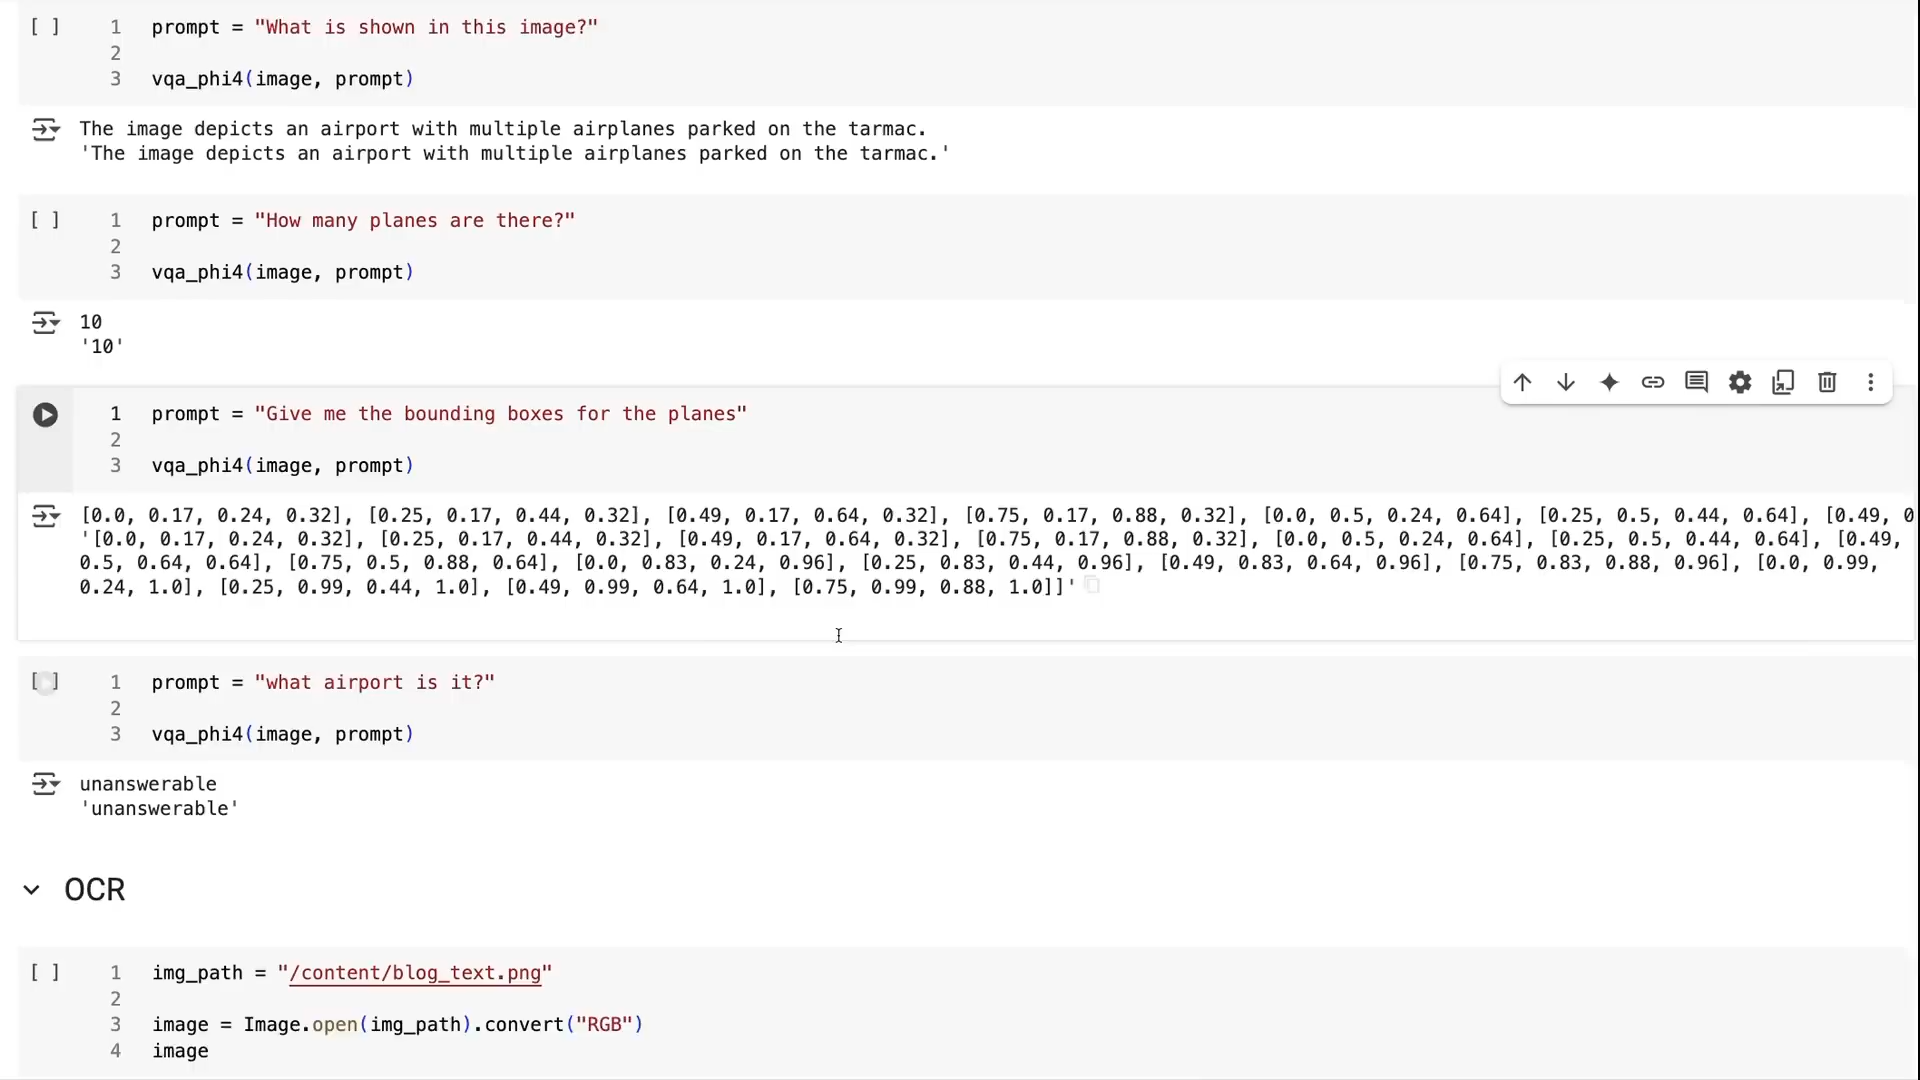 [ ] 1 prompt = "What is shown in this image?"
2
3 vqa_phi4(image, prompt)
The image depicts an airport with multiple airplanes parked on the tarmac.
'The image depicts an airport with multiple airplanes parked on the tarmac.'
[ ] 1 prompt = "How many planes are there?"
2
3 vqa_phi4(image, prompt)
10
'10'
1 prompt = "Give me the bounding boxes for the planes"
2
3 vqa_phi4(image, prompt)
[0.0, 0.17, 0.24, 0.32], [0.25, 0.17, 0.44, 0.32], [0.49, 0.17, 0.64, 0.32], [0.75, 0.17, 0.88, 0.32], [0.0, 0.5, 0.24, 0.64], [0.25, 0.5, 0.44, 0.64], [0.49, 0
'[0.0, 0.17, 0.24, 0.32], [0.25, 0.17, 0.44, 0.32], [0.49, 0.17, 0.64, 0.32], [0.75, 0.17, 0.88, 0.32], [0.0, 0.5, 0.24, 0.64], [0.25, 0.5, 0.44, 0.64], [0.49,
0.5, 0.64, 0.64], [0.75, 0.5, 0.88, 0.64], [0.0, 0.83, 0.24, 0.96], [0.25, 0.83, 0.44, 0.96], [0.49, 0.83, 0.64, 0.96], [0.75, 0.83, 0.88, 0.96], [0.0, 0.99,
0.24, 1.0], [0.25, 0.99, 0.44, 1.0], [0.49, 0.99, 0.64, 1.0], [0.75, 0.99, 0.88, 1.0]]'
[ ] 1 prompt = "what airport is it?"
2
3 vqa_phi4(image, prompt)
unanswerable
'unanswerable'
OCR
[ ] 1 img_path = "/content/blog_text.png"
2
3 image = Image.open(img_path).convert("RGB")
4 image